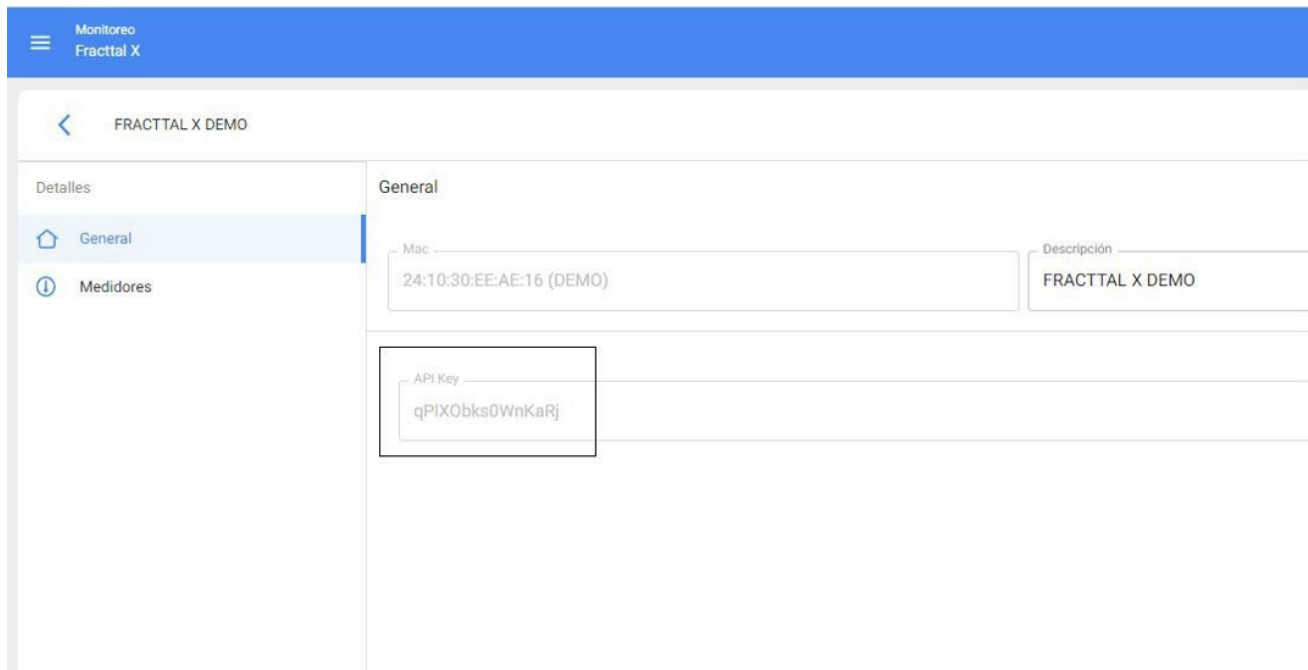 Monitoreo
Fracttal X
FRACTTAL X DEMO
Detalles
General
General
Medidores
Mac
24:10:30:EE:AE:16 (DEMO)
Descripción
FRACTTAL X DEMO
API Key
qPlXObks0WnKaRj